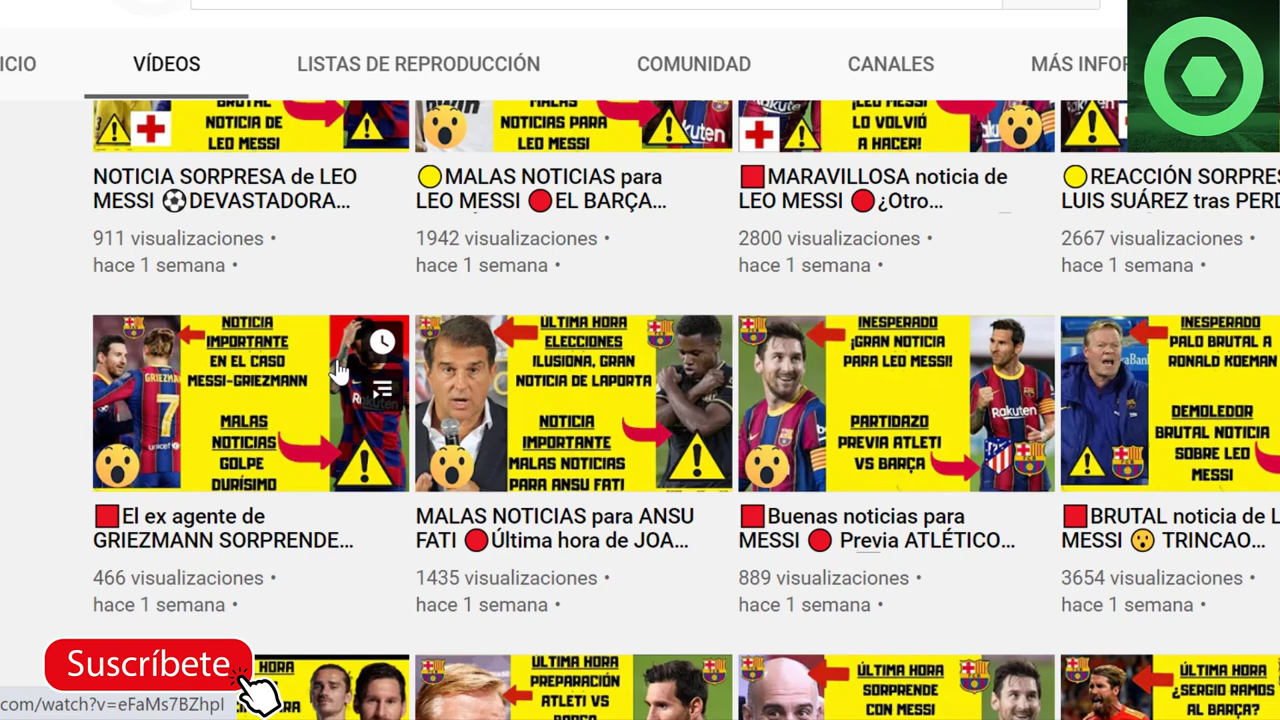 ICIO
VÍDEOS
LISTAS DE REPRODUCCIÓN
COMUNIDAD
CANALES
MÁS INFOR
BRUTAL
NOTICIA DE
LEO MESSI
MALAS
NOTICIAS PARA
LEO MESSI
kuten
¡LEO MESSI
LO VOLVIÓ
A HACER!
NOTICIA SORPRESA de LEO
MESSI DEVASTADORA...
911 visualizaciones •
hace 1 semana •
MALAS NOTICIAS para
LEO MESSI EL BARÇA...
1942 visualizaciones •
hace 1 semana •
MARAVILLOSA noticia de
LEO MESSI ¿Otro...
2800 visualizaciones •
hace 1 semana •
REACCIÓN SORPRES
LUIS SUÁREZ tras PERD
2667 visualizaciones •
hace 1 semana •
NOTICIA
IMPORTANTE
EN EL CASO
MESSI-GRIEZMANN
MALAS
NOTICIAS
GOLPE
DURÍSIMO
GRIEZMA
7
unicef
Rakuten
ÚLTIMA HORA
ELECCIONES
ILUSIONA, GRAN
NOTICIA DE LAPORTA
NOTICIA
IMPORTANTE
MALAS NOTICIAS
PARA ANSU FATI
INESPERADO
¡GRAN NOTICIA
PARA LEO MESSI!
PARTIDAZO
PREVIA ATLETI
VS BARÇA
Rakuten
INESPERADO
PALO BRUTAL A
RONALD KOEMAN
DEMOLEDOR
BRUTAL NOTICIA
SOBRE LEO
MESSI
El ex agente de
GRIEZMANN SORPRENDE...
466 visualizaciones •
hace 1 semana •
MALAS NOTICIAS para ANSU
FATI Última hora de JOA...
1435 visualizaciones •
hace 1 semana •
Buenas noticias para
MESSI Previa ATLÉTICO...
889 visualizaciones •
hace 1 semana •
BRUTAL noticia de L
MESSI TRINCAO...
3654 visualizaciones •
hace 1 semana •
Suscríbete
com/watch?v=eFaMs7BZhpI
HORA
ÚLTIMA HORA
PREPARACIÓN
ATLETI VS
BARÇA
ÚLTIMA HORA
SORPRENDE
CON MESSI
ÚLTIMA HORA
¿SERGIO RAMOS
AL BARÇA?